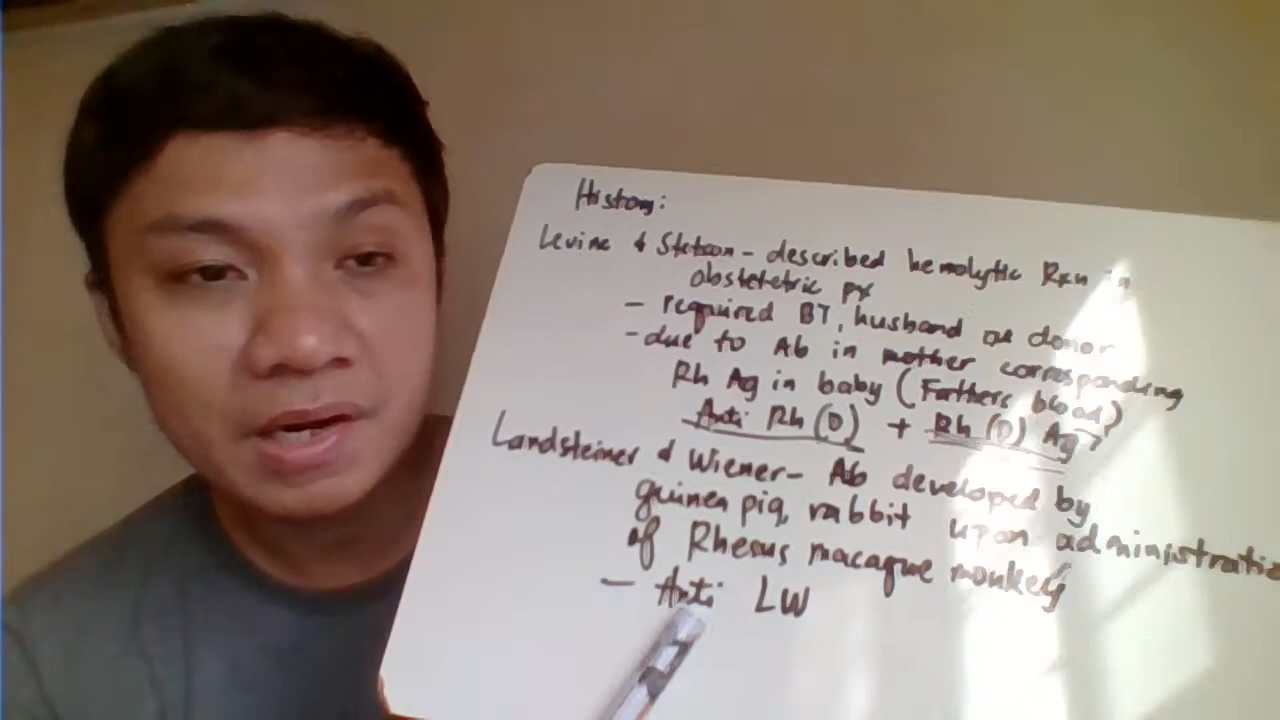 History:
Levine & Stetson - described hemolytic Rxn in
obstetetric px
- required BT, husband as donor
- due to Ab in mother corresponding
Rh Ag in baby (Fathers blood)
Anti Rh (D) + Rh (D) Ag
Landsteiner & Wiener - Ab developed by
guinea pig, rabbit upon administratio
of Rhesus macaque monkey
- Anti LW